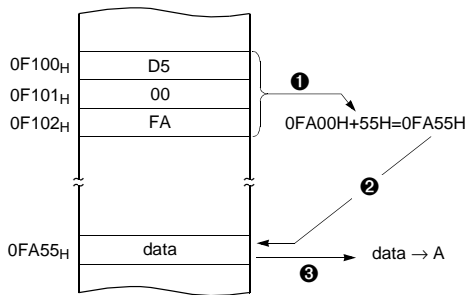 0F100H D5
0F101H 00
0F102H FA
❶
0FA00H+55H=0FA55H
❷
0FA55H data
❸
data → A